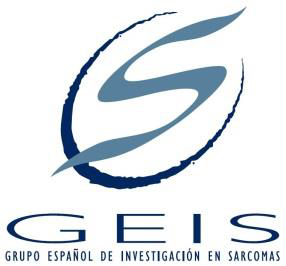 GEIS
GRUPO ESPAÑOL DE INVESTIGACIÓN EN SARCOMAS